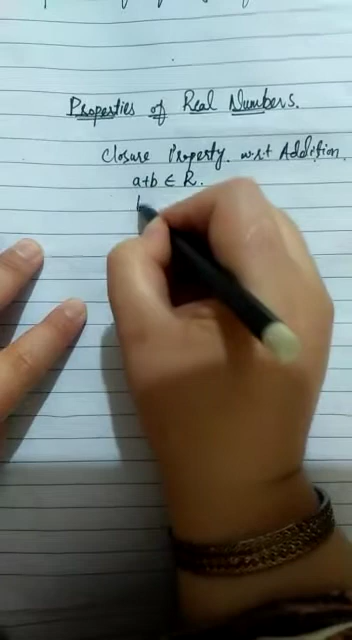 Properties of Real Numbers.
Closure Property w.r.t Addition.
a+b ∈ R.